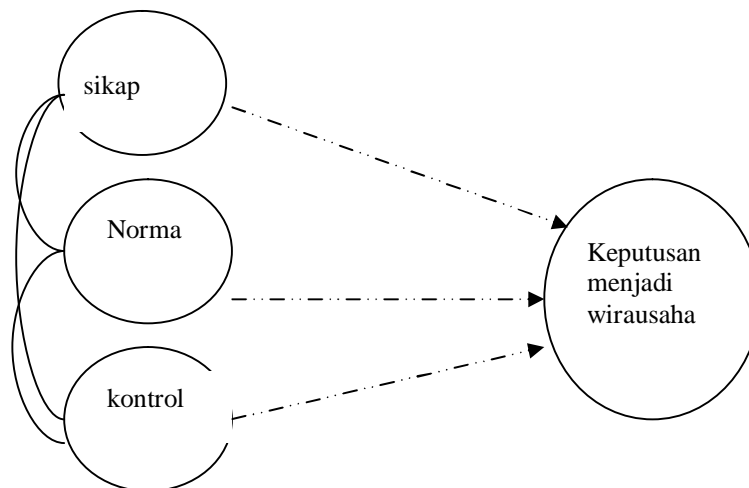 sikap
Norma
kontrol
Keputusan
menjadi
wirausaha